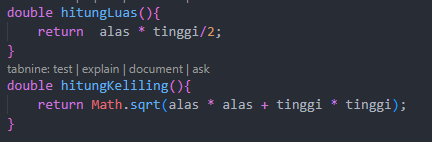 double hitungLuas(){
    return  alas * tinggi/2;
}
tabnine: test | explain | document | ask
double hitungKeliling(){
    return Math.sqrt(alas * alas + tinggi * tinggi);
}